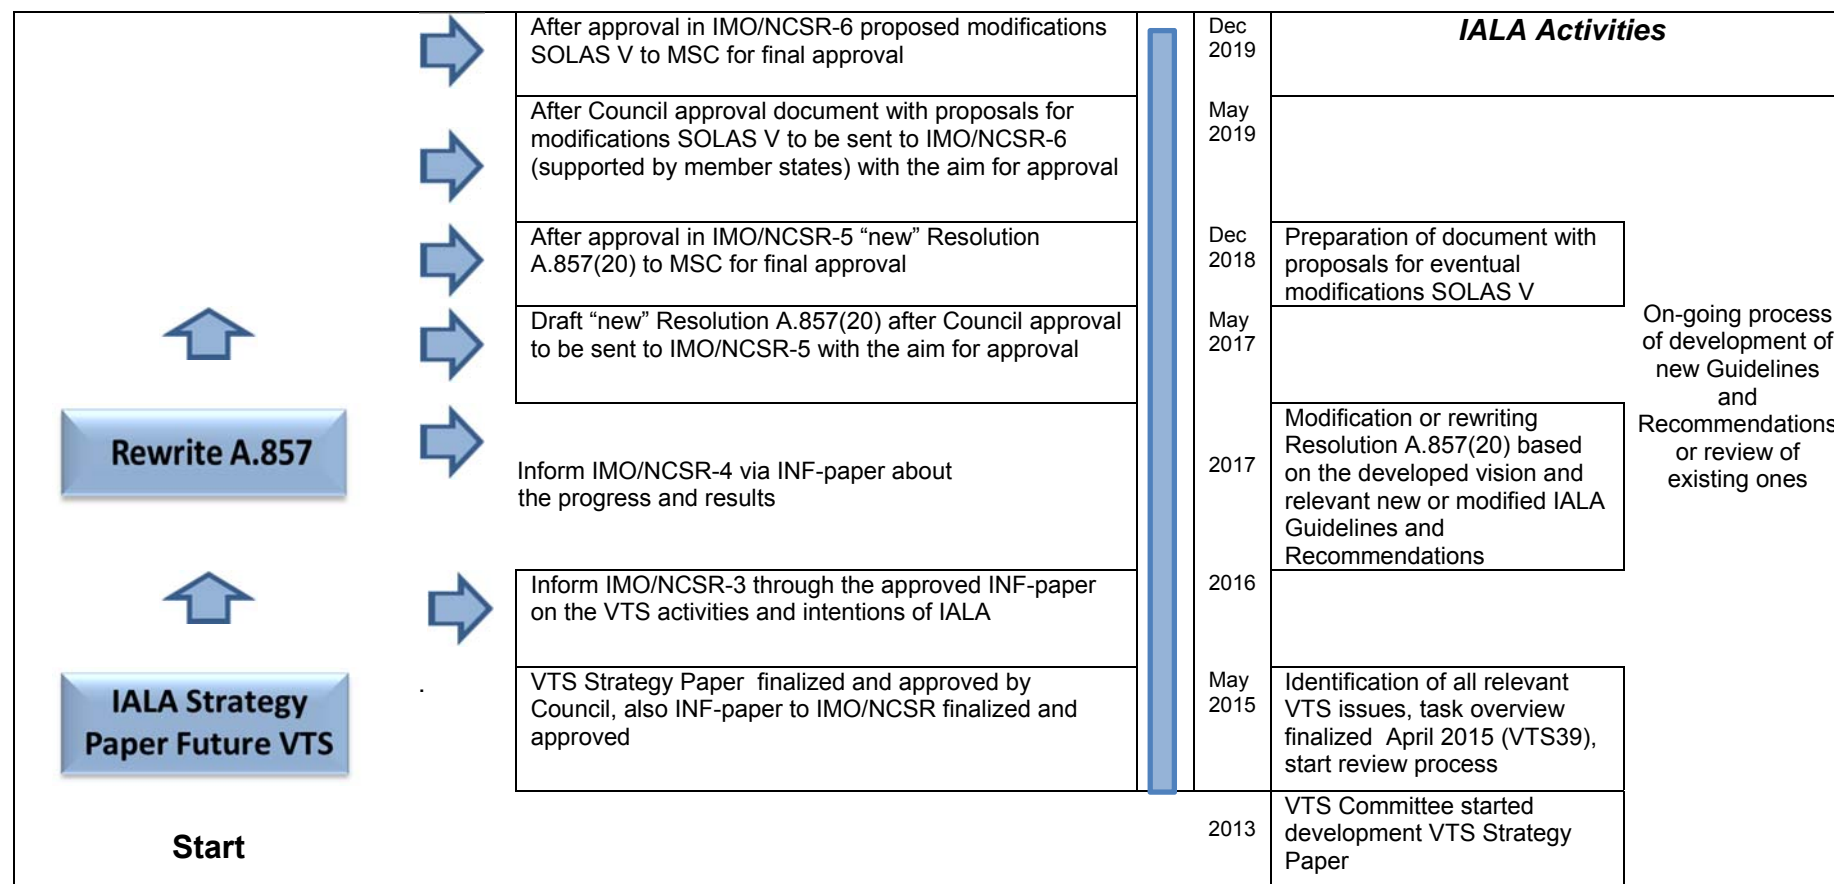 After approval in IMO/NCSR-6 proposed modifications
SOLAS V to MSC for final approval
Dec
2019
IALA Activities
After Council approval document with proposals for
modifications SOLAS V to be sent to IMO/NCSR-6
(supported by member states) with the aim for approval
May
2019
After approval in IMO/NCSR-5 “new” Resolution
A.857(20) to MSC for final approval
Dec
2018
Preparation of document with
proposals for eventual
modifications SOLAS V
Draft “new” Resolution A.857(20) after Council approval
to be sent to IMO/NCSR-5 with the aim for approval
May
2017
On-going process
of development of
new Guidelines
and
Recommendations
or review of
existing ones
Rewrite A.857
Inform IMO/NCSR-4 via INF-paper about
the progress and results
2017
Modification or rewriting
Resolution A.857(20) based
on the developed vision and
relevant new or modified IALA
Guidelines and
Recommendations
Inform IMO/NCSR-3 through the approved INF-paper
on the VTS activities and intentions of IALA
2016
IALA Strategy
Paper Future VTS
.
VTS Strategy Paper finalized and approved by
Council, also INF-paper to IMO/NCSR finalized and
approved
May
2015
Identification of all relevant
VTS issues, task overview
finalized April 2015 (VTS39),
start review process
Start
2013
VTS Committee started
development VTS Strategy
Paper